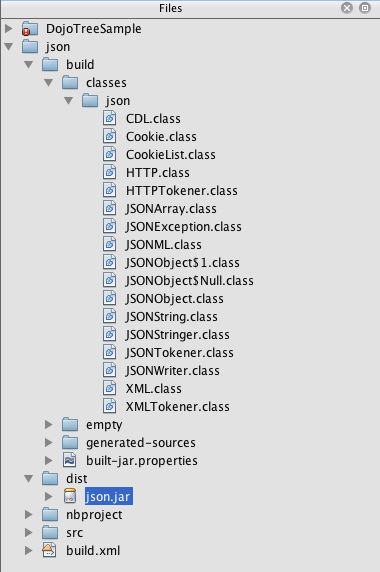 Files
DojoTreeSample
json
build
classes
json
CDL.class
Cookie.class
CookieList.class
HTTP.class
HTTPTokener.class
JSONArray.class
JSONException.class
JSONML.class
JSONObject$1.class
JSONObject$Null.class
JSONObject.class
JSONString.class
JSONStringer.class
JSONTokener.class
JSONWriter.class
XML.class
XMLTokener.class
empty
generated-sources
built-jar.properties
dist
json.jar
nbproject
src
build.xml